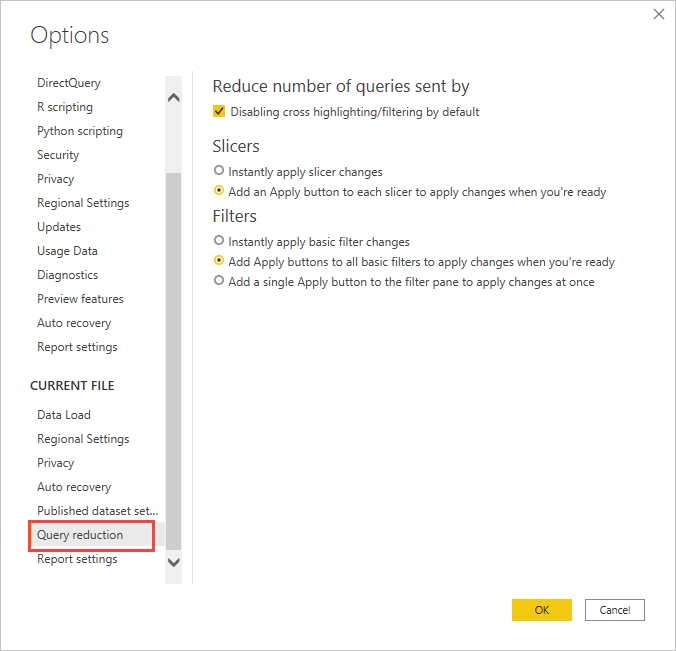 Options
DirectQuery
R scripting
Python scripting
Security
Privacy
Regional Settings
Updates
Usage Data
Diagnostics
Preview features
Auto recovery
Report settings
CURRENT FILE
Data Load
Regional Settings
Privacy
Auto recovery
Published dataset set...
Query reduction
Report settings
Reduce number of queries sent by
Disabling cross highlighting/filtering by default
Slicers
Instantly apply slicer changes
Add an Apply button to each slicer to apply changes when you're ready
Filters
Instantly apply basic filter changes
Add Apply buttons to all basic filters to apply changes when you're ready
Add a single Apply button to the filter pane to apply changes at once
OK
Cancel